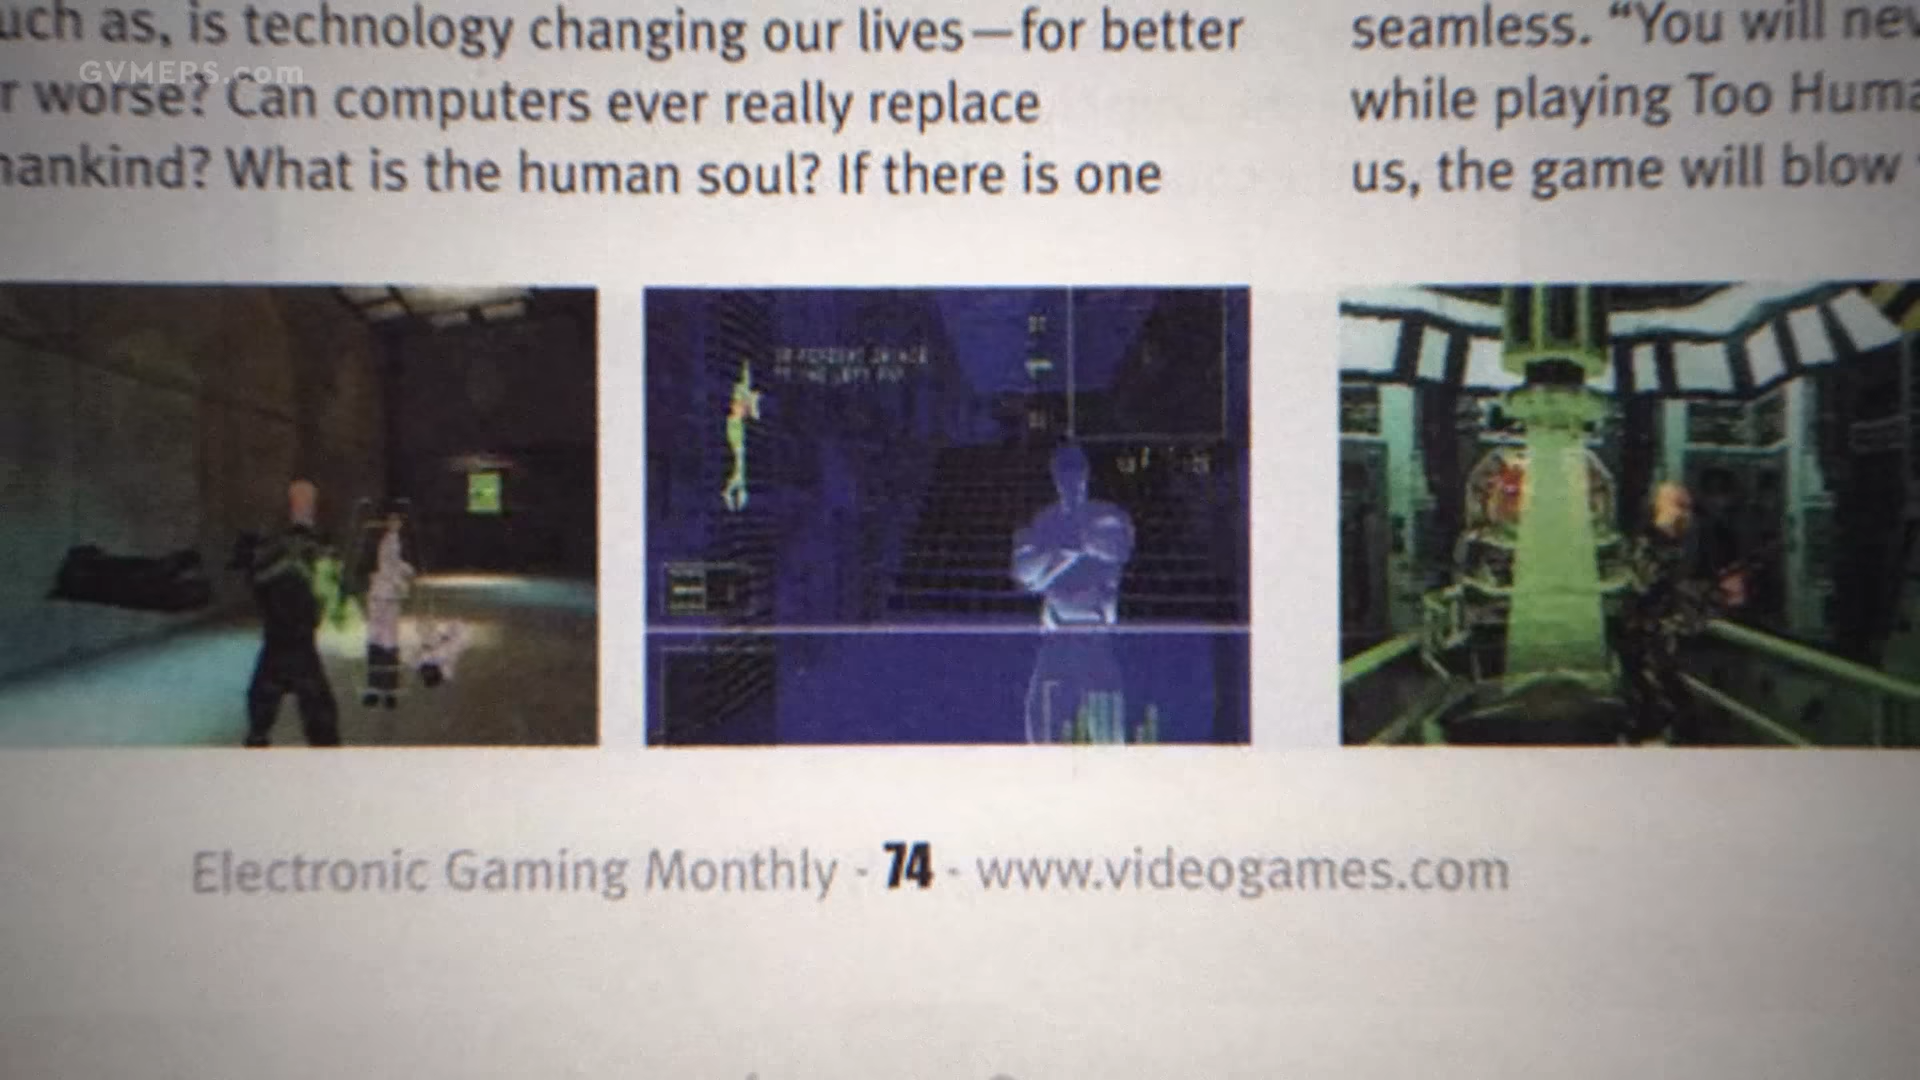 uch as, is technology changing our lives—for better
r worse? Can computers ever really replace
mankind? What is the human soul? If there is one
seamless. “You will nev
while playing Too Huma
us, the game will blow
GVMERS.com
Electronic Gaming Monthly - 74 - www.videogames.com